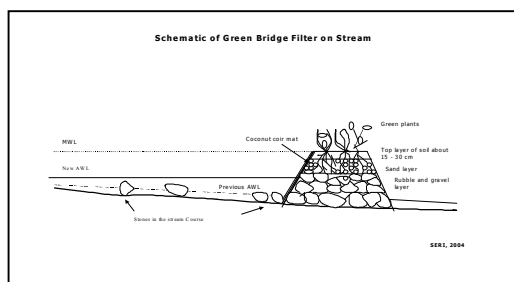 Schematic of Green Bridge Filter on Stream
Green plants
Coconut coir mat
MWL
Top layer of soil about
15 - 30 cm
New AWL
Sand layer
Rubble and gravel
layer
Previous AWL
Stones in the stream Course
SERI, 2004